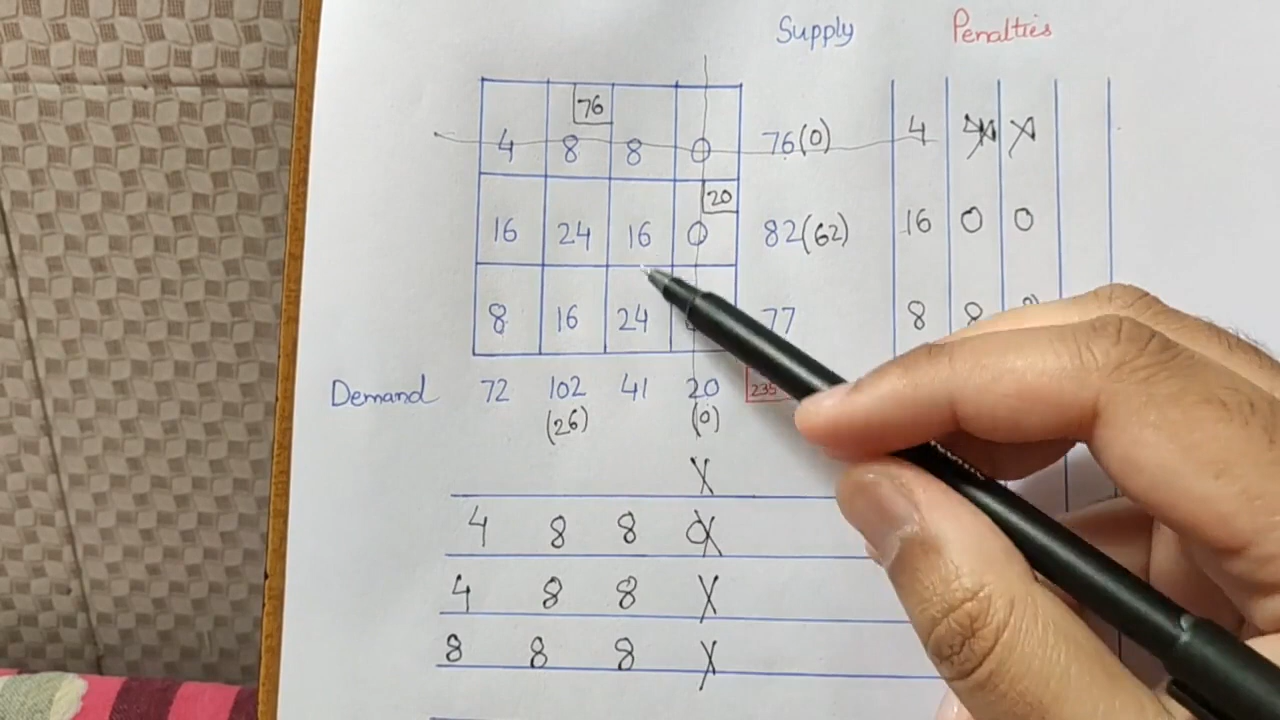 Supply Penalties
76
4 8 8 0 76(0) 4
20
16 24 16 0 82(62) 16 0 0
8 16 24 77 8 8
Demand 72 102 41 20 235
(26) (0)
X
4 8 8
4 8 8 X
8 8 8 X